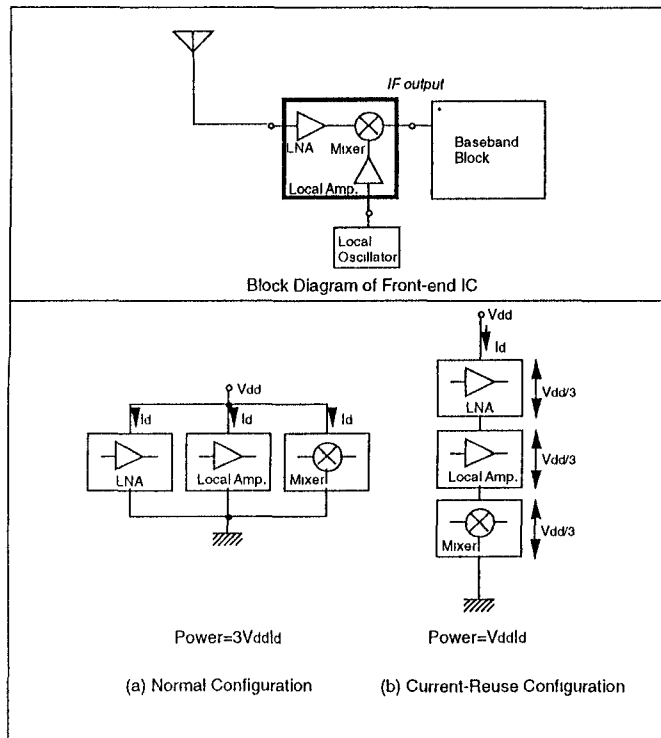 IF output
LNA
Mixer
Baseband
Block
Local Amp.
Local
Oscillator
Block Diagram of Front-end IC
Vdd
Id
Id
Id
LNA
Local Amp.
Mixer
Power=3VddId
(a) Normal Configuration
Vdd
Id
LNA
Vdd/3
Local Amp.
Vdd/3
Mixer
Vdd/3
Power=VddId
(b) Current-Reuse Configuration